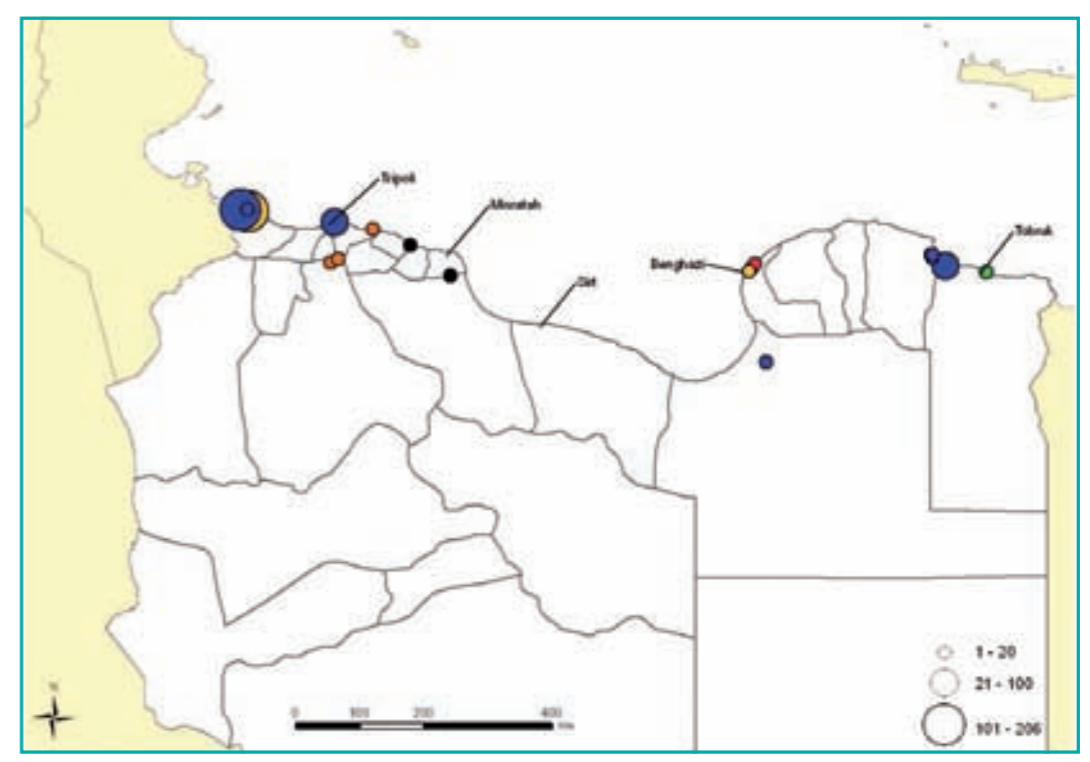 Tripoli
Misratah
Benghazi
Tobruk
Sirt
1 - 20
21 - 100
101 - 206
N
0 100 200 400